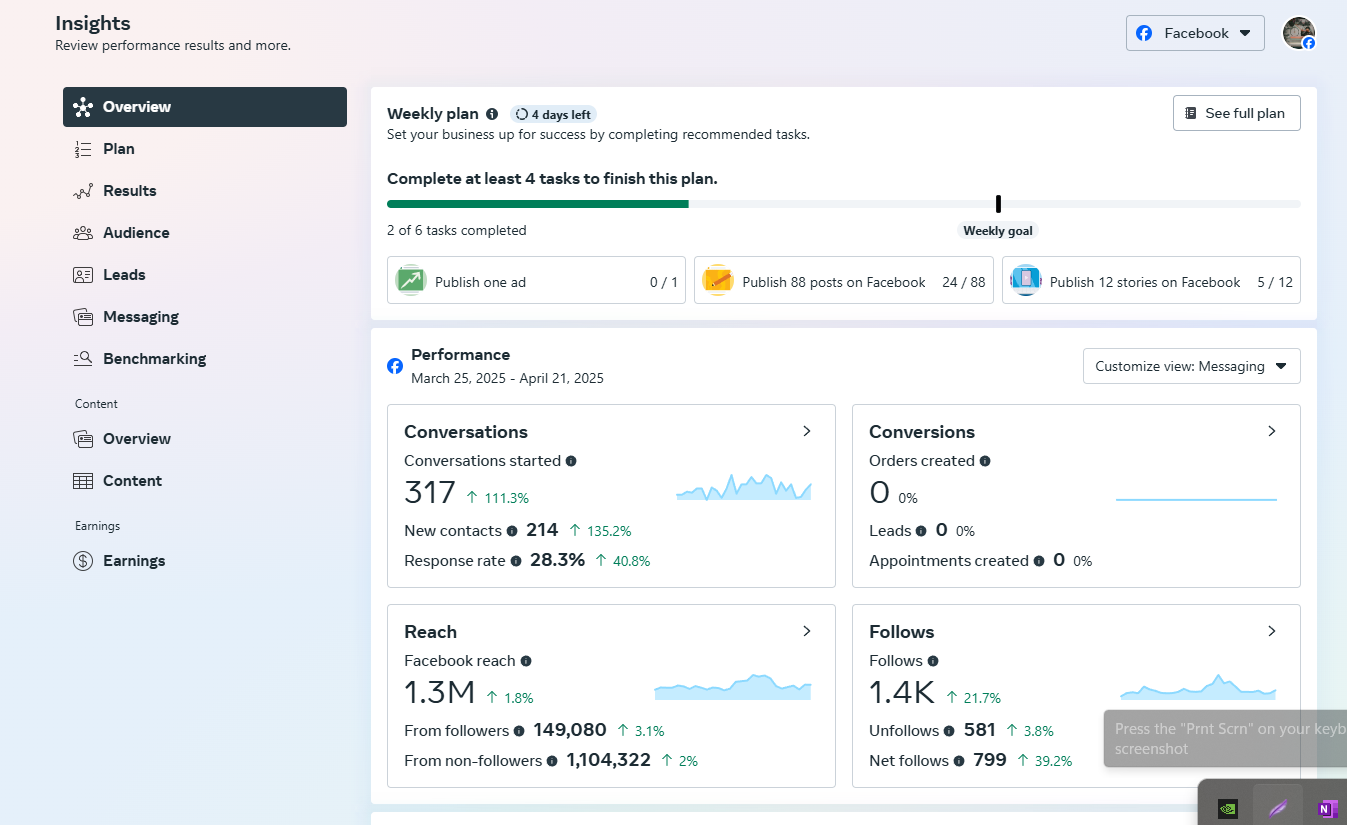 Insights
Review performance results and more.
Facebook
Overview
Plan
Results
Audience
Leads
Messaging
Benchmarking
Content
Overview
Content
Earnings
Earnings
Weekly plan 4 days left
Set your business up for success by completing recommended tasks.
See full plan
Complete at least 4 tasks to finish this plan.
2 of 6 tasks completed
Weekly goal
Publish one ad 0 / 1
Publish 88 posts on Facebook 24 / 88
Publish 12 stories on Facebook 5 / 12
Performance
March 25, 2025 - April 21, 2025
Customize view: Messaging
Conversations
Conversations started
317 111.3%
New contacts 214 135.2%
Response rate 28.3% 40.8%
Conversions
Orders created
0 0%
Leads 0 0%
Appointments created 0 0%
Reach
Facebook reach
1.3M 1.8%
From followers 149,080 3.1%
From non-followers 1,104,322 2%
Follows
Follows
1.4K 21.7%
Unfollows 581 3.8%
Net follows 799 39.2%
Press the "Prnt Scrn" on your keyb
screenshot
N